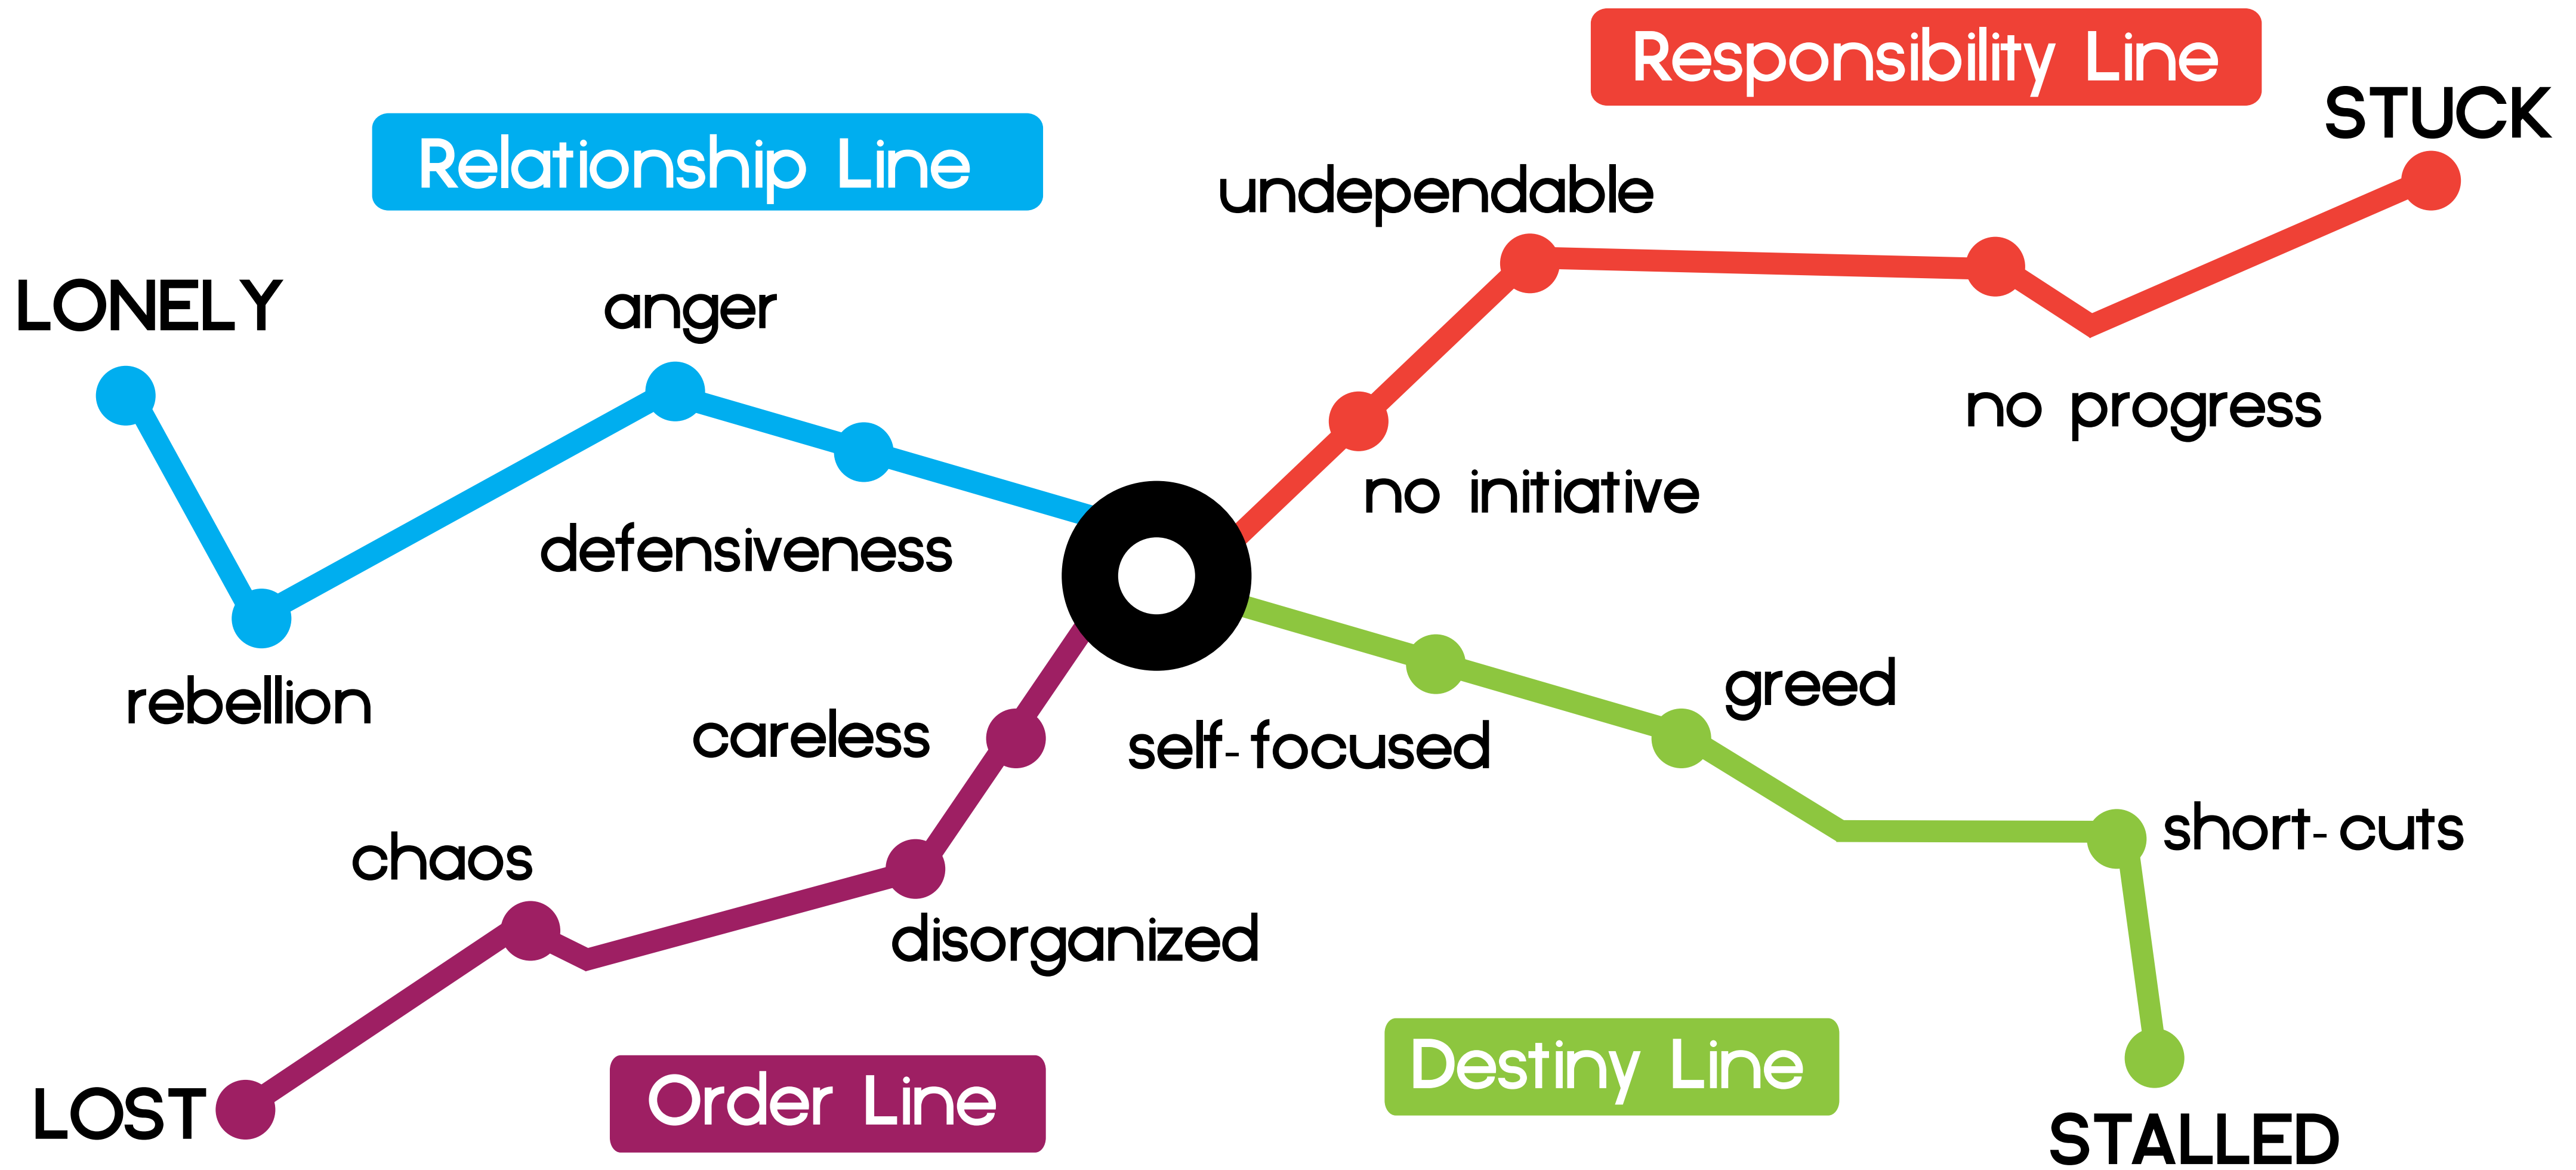 Responsibility Line
STUCK
Relationship Line
undependable
LONELY
anger
no progress
no initiative
defensiveness
rebellion
careless
self-focused
greed
chaos
short-cuts
disorganized
Order Line
Destiny Line
LOST
STALLED